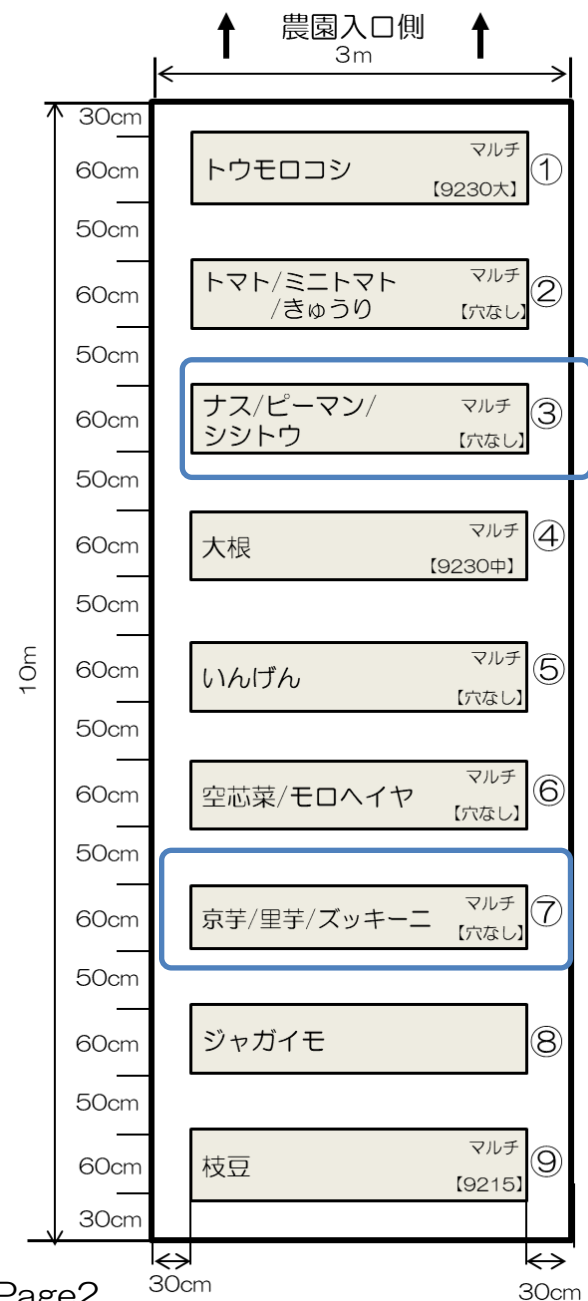 農園入口側
3m
30cm
60cm
トウモロコシ
マルチ
【9230大】
①
50cm
60cm
トマト/ミニトマト
/きゅうり
マルチ
【穴なし】
②
50cm
60cm
ナス/ピーマン/
シシトウ
マルチ
【穴なし】
③
50cm
60cm
大根
マルチ
【9230中】
④
50cm
10m
60cm
いんげん
マルチ
【穴なし】
⑤
50cm
60cm
空芯菜/モロヘイヤ
マルチ
【穴なし】
⑥
50cm
60cm
京芋/里芋/ズッキーニ
マルチ
【穴なし】
⑦
50cm
60cm
ジャガイモ
⑧
50cm
60cm
枝豆
マルチ
【9215】
⑨
30cm
Page2
30cm
30cm